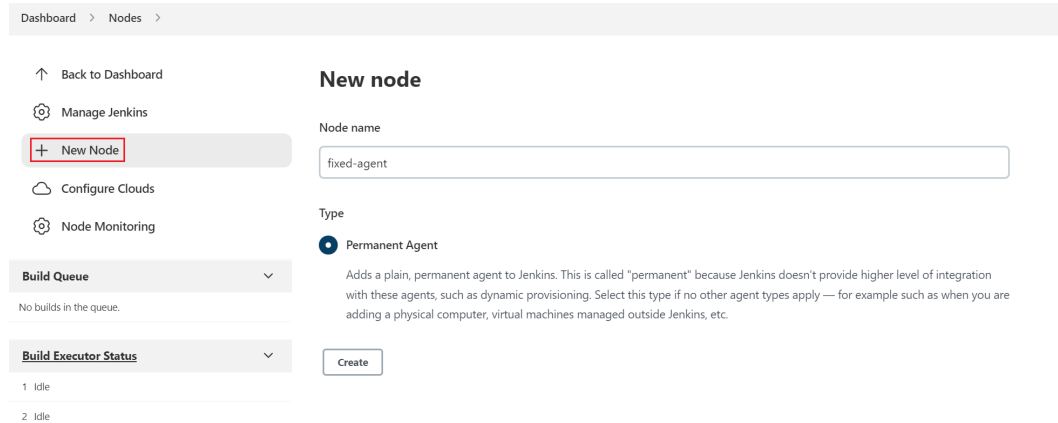 Dashboard > Nodes >
Back to Dashboard
Manage Jenkins
New Node
Configure Clouds
Node Monitoring
Build Queue
No builds in the queue.
Build Executor Status
1 Idle
2 Idle
New node
Node name
fixed-agent
Type
Permanent Agent
Adds a plain, permanent agent to Jenkins. This is called "permanent" because Jenkins doesn't provide higher level of integration
with these agents, such as dynamic provisioning. Select this type if no other agent types apply — for example such as when you are
adding a physical computer, virtual machines managed outside Jenkins, etc.
Create